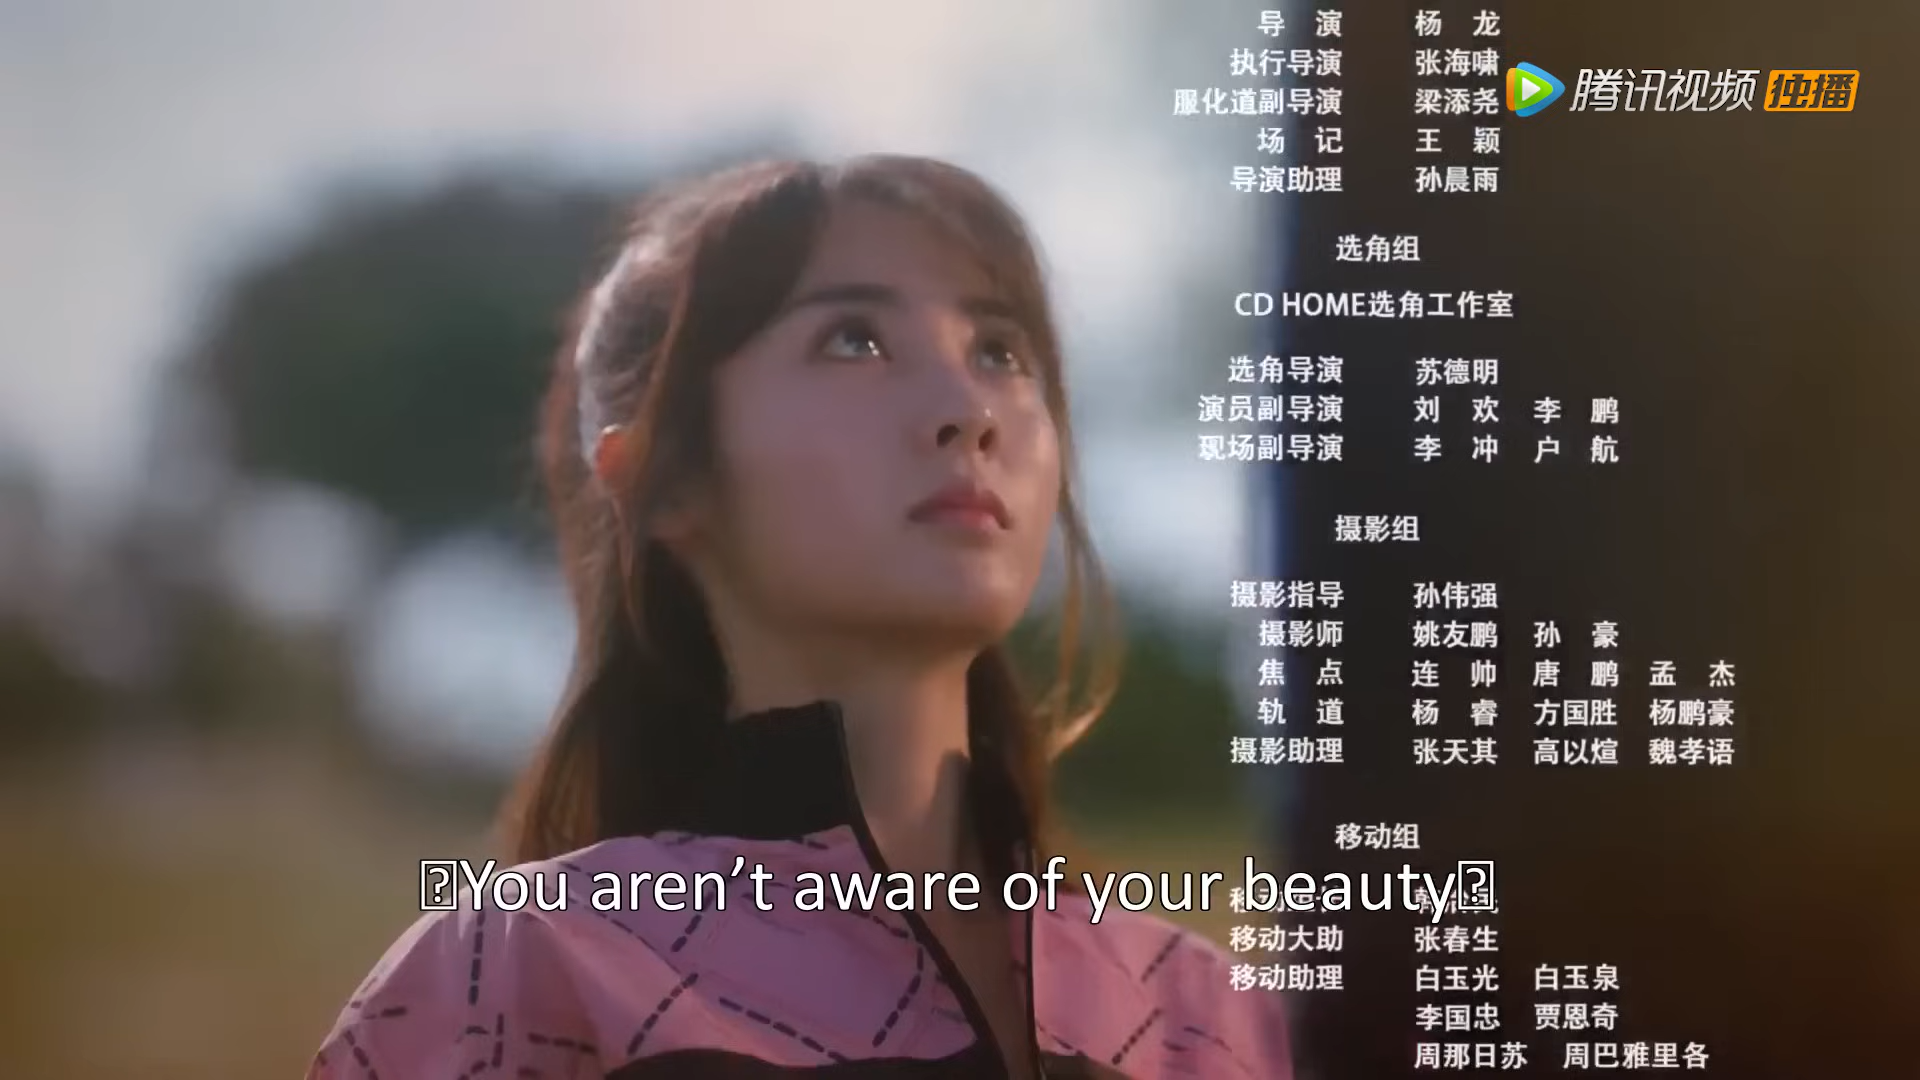 导 演 杨 龙
执行导演 张海啸
腾讯视频 独播
服化道副导演 梁添尧
场 记 王 颖
导演助理 孙晨雨
选角组
CD HOME选角工作室
选角导演 苏德明
演员副导演 刘 欢 李 鹏
现场副导演 李 冲 户 航
摄影组
摄影指导 孙伟强
摄影师 姚友鹏 孙 豪
焦 点 连 帅 唐 鹏 孟 杰
轨 道 杨 睿 方国胜 杨鹏豪
摄影助理 张天其 高以煊 魏孝语
移动组
You aren’t aware of your beauty
移动大助 张春生
移动助理 白玉光 白玉泉
李国忠 贾恩奇
周那日苏 周巴雅里各